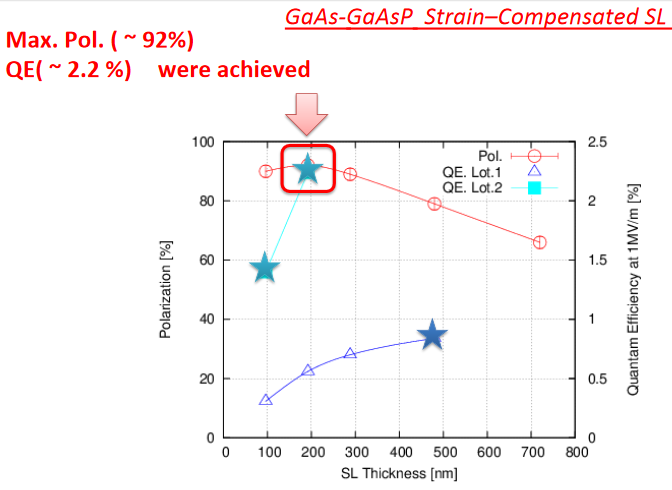 GaAs-GaAsP Strain–Compensated SL
Max. Pol. ( ~ 92%)
QE( ~ 2.2 %) were achieved
100
80
60
40
20
0
Polarization [%]
Pol.
QE. Lot.1
QE. Lot.2
2.5
2
1.5
1
0.5
0
Quantam Efficiency at 1MV/m [%]
0 100 200 300 400 500 600 700 800
SL Thickness [nm]